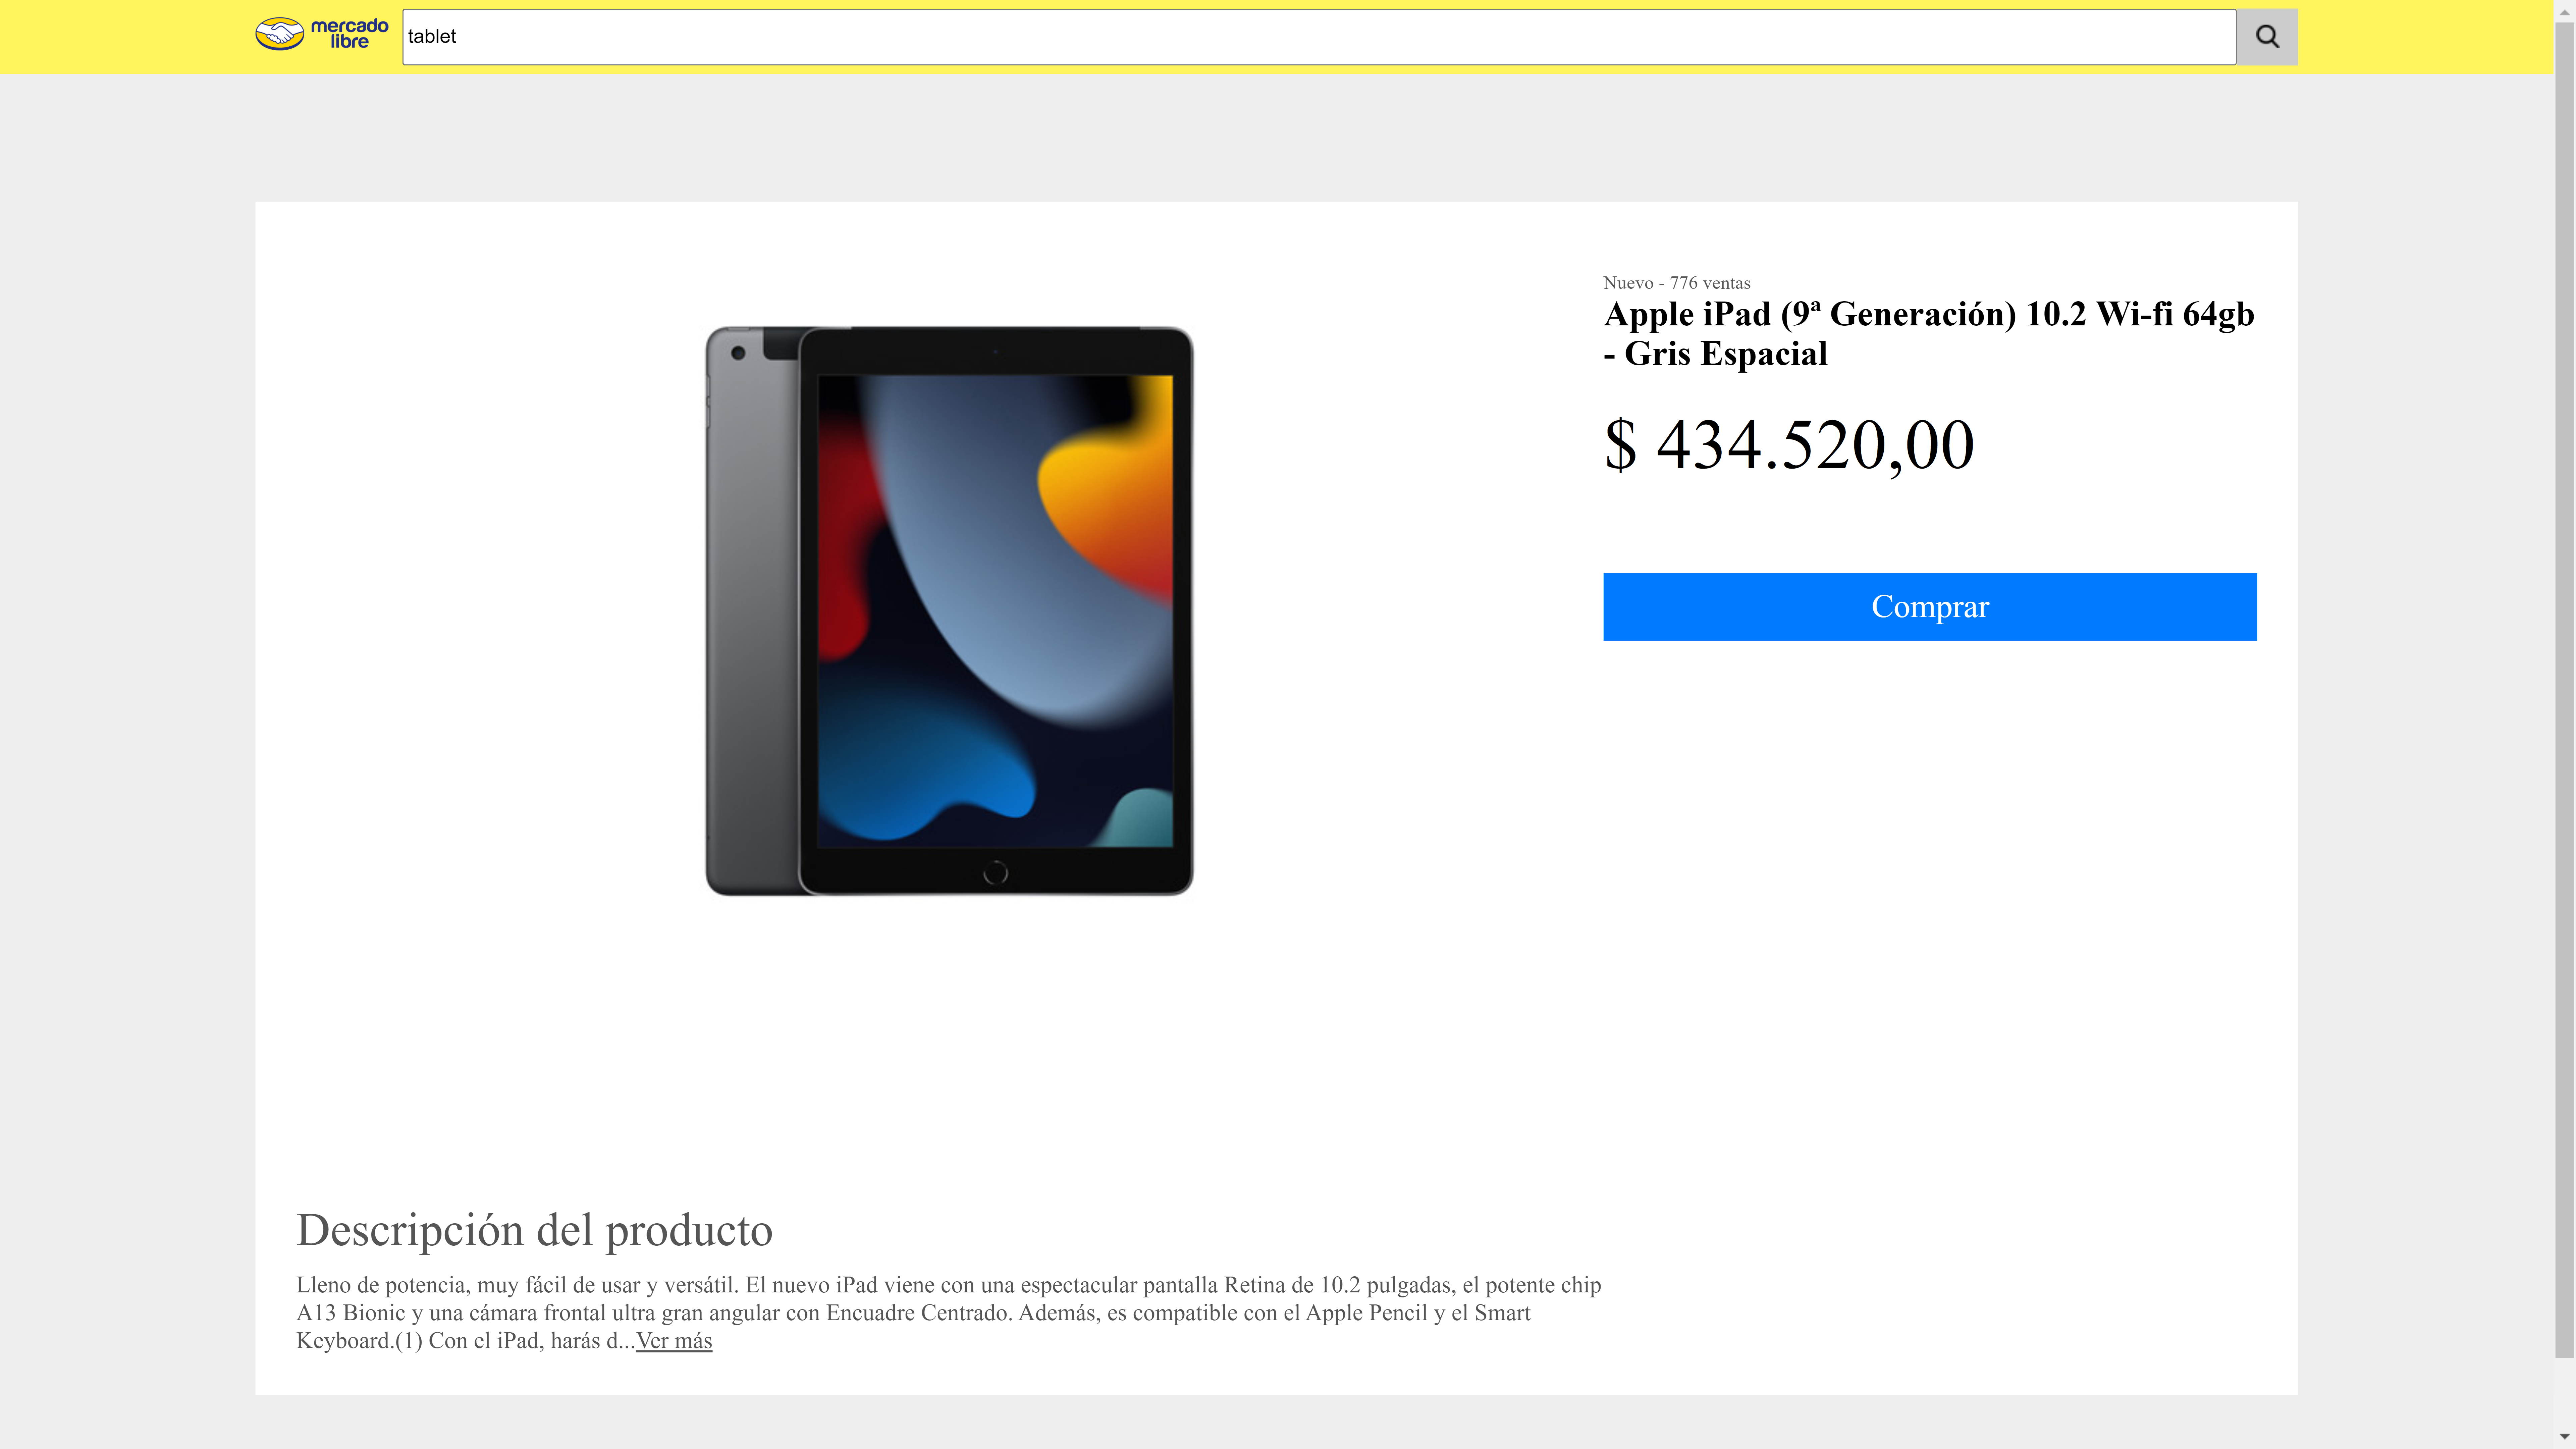 mercado
libre
tablet
Nuevo - 776 ventas
Apple iPad (9ª Generación) 10.2 Wi-fi 64gb
- Gris Espacial
$ 434.520,00
Comprar
Descripción del producto
Lleno de potencia, muy fácil de usar y versátil. El nuevo iPad viene con una espectacular pantalla Retina de 10.2 pulgadas, el potente chip
A13 Bionic y una cámara frontal ultra gran angular con Encuadre Centrado. Además, es compatible con el Apple Pencil y el Smart
Keyboard.(1) Con el iPad, harás d...Ver más